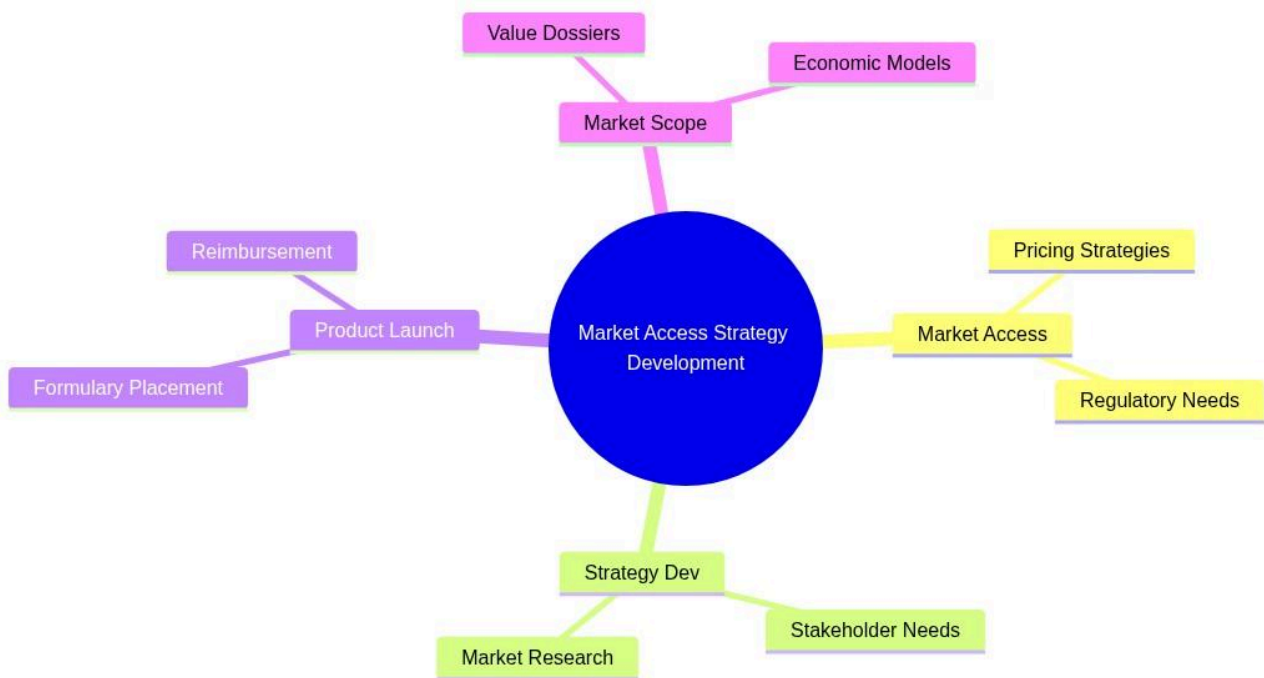 Value Dossiers
Economic Models
Market Scope
Reimbursement
Pricing Strategies
Product Launch
Market Access Strategy
Development
Market Access
Formulary Placement
Regulatory Needs
Strategy Dev
Stakeholder Needs
Market Research